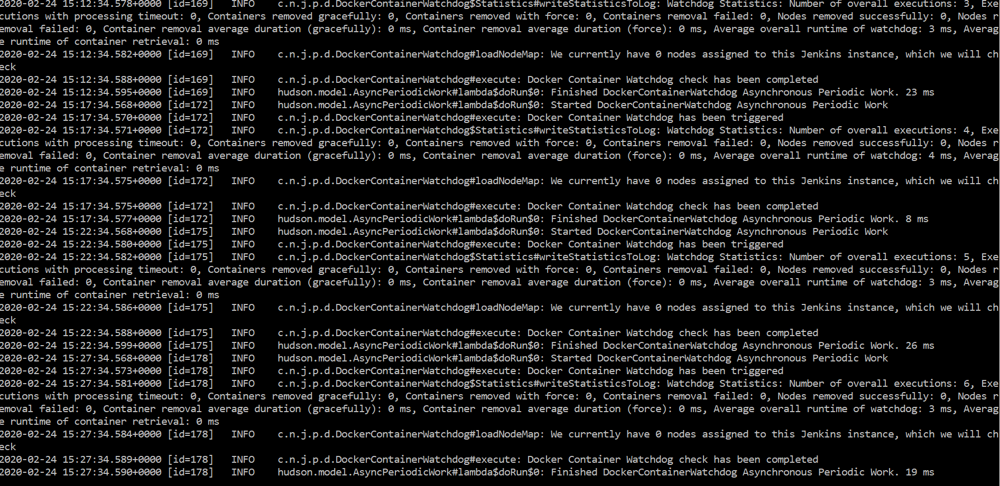 2020-02-24 15:12:34.578+0000 [id=169]   INFO    c.n.j.p.d.DockerContainerWatchdog$Statistics#writeStatisticsToLog: Watchdog Statistics: Number of overall executions: 3, Exe
cutions with processing timeout: 0, Containers removed gracefully: 0, Containers removed with force: 0, Containers removal failed: 0, Nodes removed successfully: 0, Nodes r
emoval failed: 0, Container removal average duration (gracefully): 0 ms, Container removal average duration (force): 0 ms, Average overall runtime of watchdog: 3 ms, Averag
e runtime of container retrieval: 0 ms
2020-02-24 15:12:34.582+0000 [id=169]   INFO    c.n.j.p.d.DockerContainerWatchdog#loadNodeMap: We currently have 0 nodes assigned to this Jenkins instance, which we will ch
eck
2020-02-24 15:12:34.588+0000 [id=169]   INFO    c.n.j.p.d.DockerContainerWatchdog#execute: Docker Container Watchdog check has been completed
2020-02-24 15:12:34.595+0000 [id=169]   INFO    hudson.model.AsyncPeriodicWork#lambda$doRun$0: Finished DockerContainerWatchdog Asynchronous Periodic Work. 23 ms
2020-02-24 15:17:34.568+0000 [id=172]   INFO    hudson.model.AsyncPeriodicWork#lambda$doRun$0: Started DockerContainerWatchdog Asynchronous Periodic Work
2020-02-24 15:17:34.570+0000 [id=172]   INFO    c.n.j.p.d.DockerContainerWatchdog#execute: Docker Container Watchdog has been triggered
2020-02-24 15:17:34.571+0000 [id=172]   INFO    c.n.j.p.d.DockerContainerWatchdog$Statistics#writeStatisticsToLog: Watchdog Statistics: Number of overall executions: 4, Exe
cutions with processing timeout: 0, Containers removed gracefully: 0, Containers removed with force: 0, Containers removal failed: 0, Nodes removed successfully: 0, Nodes r
emoval failed: 0, Container removal average duration (gracefully): 0 ms, Container removal average duration (force): 0 ms, Average overall runtime of watchdog: 4 ms, Averag
e runtime of container retrieval: 0 ms
2020-02-24 15:17:34.575+0000 [id=172]   INFO    c.n.j.p.d.DockerContainerWatchdog#loadNodeMap: We currently have 0 nodes assigned to this Jenkins instance, which we will ch
eck
2020-02-24 15:17:34.575+0000 [id=172]   INFO    c.n.j.p.d.DockerContainerWatchdog#execute: Docker Container Watchdog check has been completed
2020-02-24 15:17:34.577+0000 [id=172]   INFO    hudson.model.AsyncPeriodicWork#lambda$doRun$0: Finished DockerContainerWatchdog Asynchronous Periodic Work. 8 ms
2020-02-24 15:22:34.568+0000 [id=175]   INFO    hudson.model.AsyncPeriodicWork#lambda$doRun$0: Started DockerContainerWatchdog Asynchronous Periodic Work
2020-02-24 15:22:34.580+0000 [id=175]   INFO    c.n.j.p.d.DockerContainerWatchdog#execute: Docker Container Watchdog has been triggered
2020-02-24 15:22:34.582+0000 [id=175]   INFO    c.n.j.p.d.DockerContainerWatchdog$Statistics#writeStatisticsToLog: Watchdog Statistics: Number of overall executions: 5, Exe
cutions with processing timeout: 0, Containers removed gracefully: 0, Containers removed with force: 0, Containers removal failed: 0, Nodes removed successfully: 0, Nodes r
emoval failed: 0, Container removal average duration (gracefully): 0 ms, Container removal average duration (force): 0 ms, Average overall runtime of watchdog: 3 ms, Averag
e runtime of container retrieval: 0 ms
2020-02-24 15:22:34.586+0000 [id=175]   INFO    c.n.j.p.d.DockerContainerWatchdog#loadNodeMap: We currently have 0 nodes assigned to this Jenkins instance, which we will ch
eck
2020-02-24 15:22:34.588+0000 [id=175]   INFO    c.n.j.p.d.DockerContainerWatchdog#execute: Docker Container Watchdog check has been completed
2020-02-24 15:22:34.599+0000 [id=175]   INFO    hudson.model.AsyncPeriodicWork#lambda$doRun$0: Finished DockerContainerWatchdog Asynchronous Periodic Work. 26 ms
2020-02-24 15:27:34.568+0000 [id=178]   INFO    hudson.model.AsyncPeriodicWork#lambda$doRun$0: Started DockerContainerWatchdog Asynchronous Periodic Work
2020-02-24 15:27:34.573+0000 [id=178]   INFO    c.n.j.p.d.DockerContainerWatchdog#execute: Docker Container Watchdog has been triggered
2020-02-24 15:27:34.581+0000 [id=178]   INFO    c.n.j.p.d.DockerContainerWatchdog$Statistics#writeStatisticsToLog: Watchdog Statistics: Number of overall executions: 6, Exe
cutions with processing timeout: 0, Containers removed gracefully: 0, Containers removed with force: 0, Containers removal failed: 0, Nodes removed successfully: 0, Nodes r
emoval failed: 0, Container removal average duration (gracefully): 0 ms, Container removal average duration (force): 0 ms, Average overall runtime of watchdog: 3 ms, Averag
e runtime of container retrieval: 0 ms
2020-02-24 15:27:34.584+0000 [id=178]   INFO    c.n.j.p.d.DockerContainerWatchdog#loadNodeMap: We currently have 0 nodes assigned to this Jenkins instance, which we will ch
eck
2020-02-24 15:27:34.589+0000 [id=178]   INFO    c.n.j.p.d.DockerContainerWatchdog#execute: Docker Container Watchdog check has been completed
2020-02-24 15:27:34.590+0000 [id=178]   INFO    hudson.model.AsyncPeriodicWork#lambda$doRun$0: Finished DockerContainerWatchdog Asynchronous Periodic Work. 19 ms